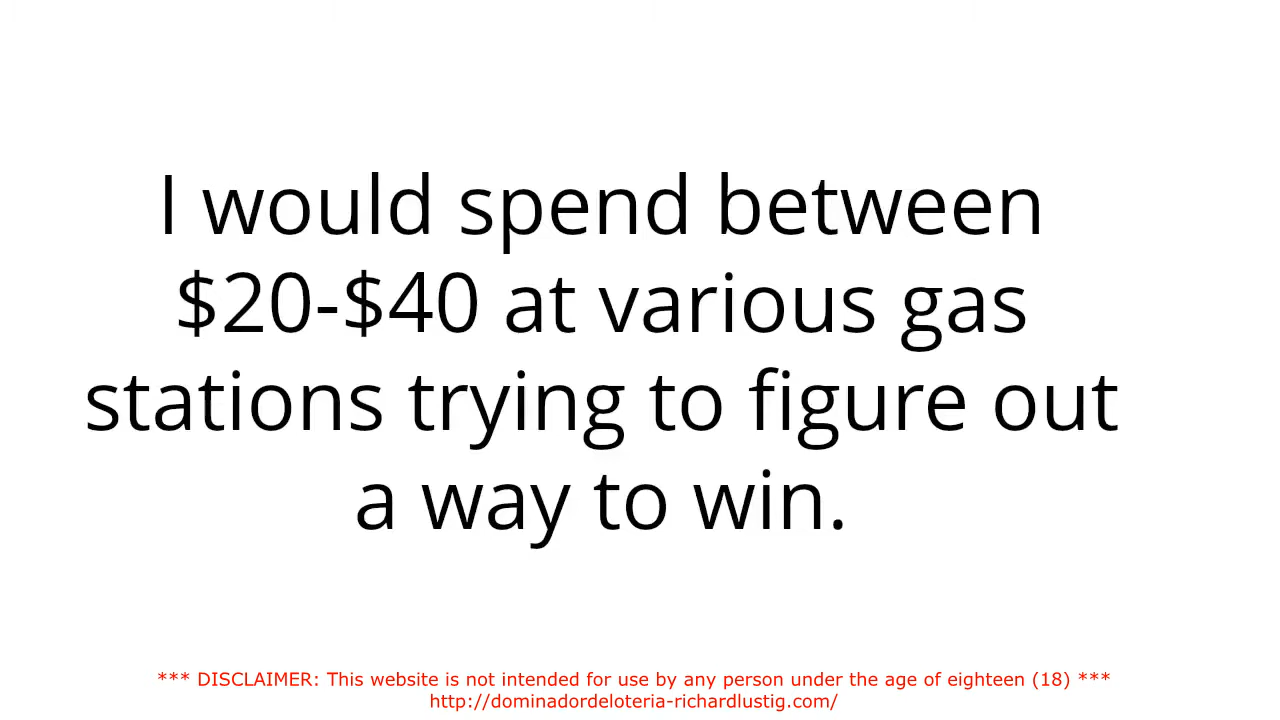 I would spend between
$20-$40 at various gas
stations trying to figure out
a way to win.
*** DISCLAIMER: This website is not intended for use by any person under the age of eighteen (18) ***
http://dominadordeloteria-richardlustig.com/